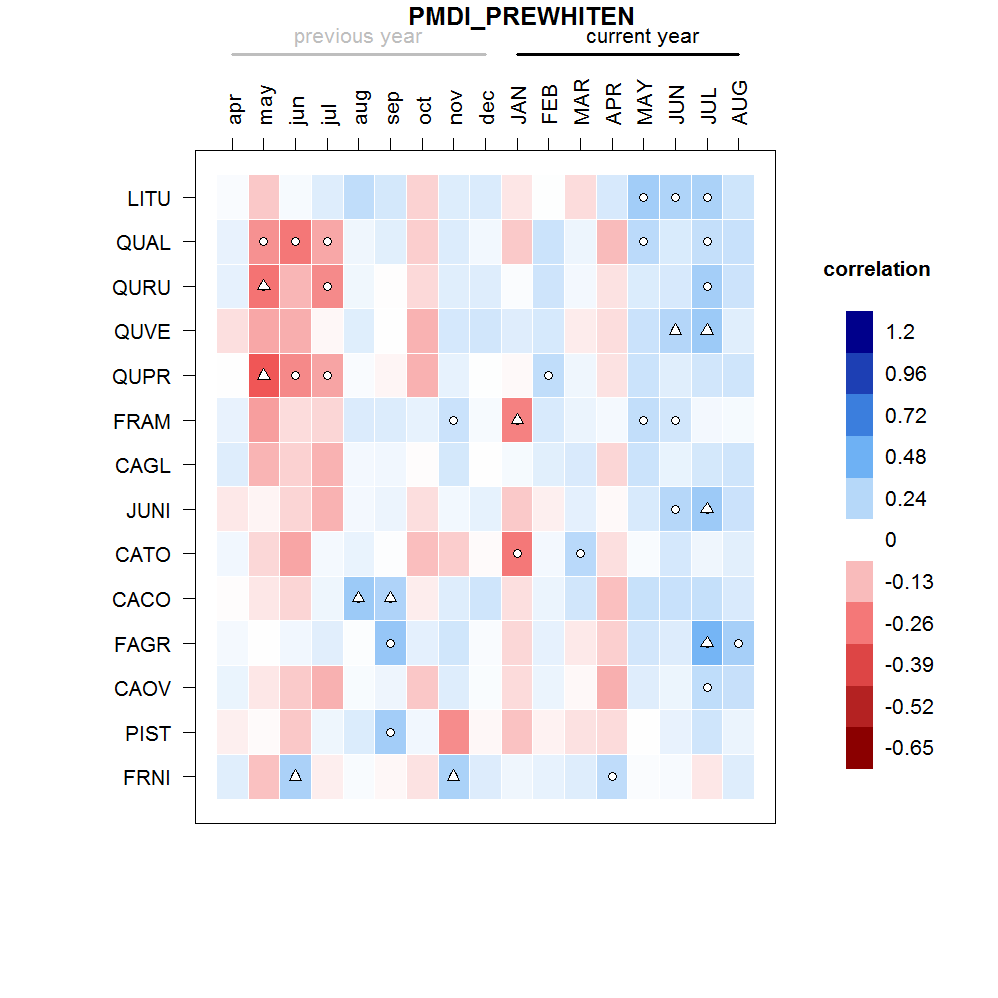 PMDI_PREWHITEN
previous year current year
apr may jun jul aug sep oct nov dec JAN FEB MAR APR MAY JUN JUL AUG
LITU
QUAL
QURU
QUVE
QUPR
FRAM
CAGL
JUNI
CATO
CACO
FAGR
CAOV
PIST
FRNI
correlation
1.2
0.96
0.72
0.48
0.24
0
-0.13
-0.26
-0.39
-0.52
-0.65